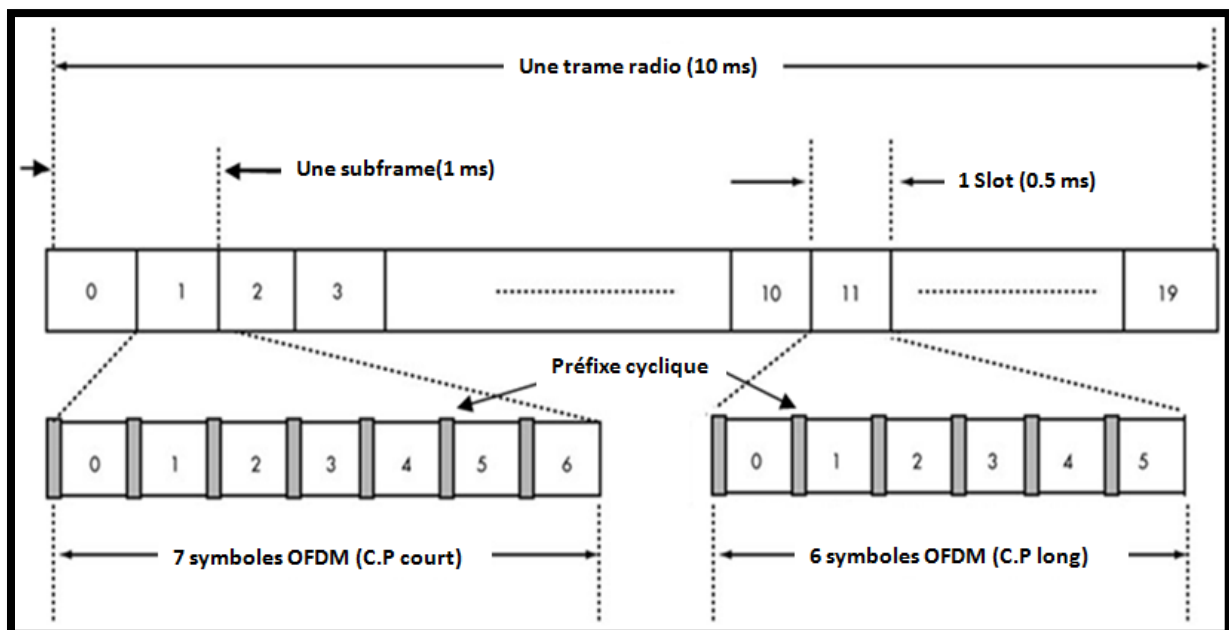 Une trame radio (10 ms)
Une subframe(1 ms)
1 Slot (0.5 ms)
0 1 2 3 10 11 19
Préfixe cyclique
0 1 2 3 4 5 6
0 1 2 3 4 5
7 symboles OFDM (C.P court)
6 symboles OFDM (C.P long)